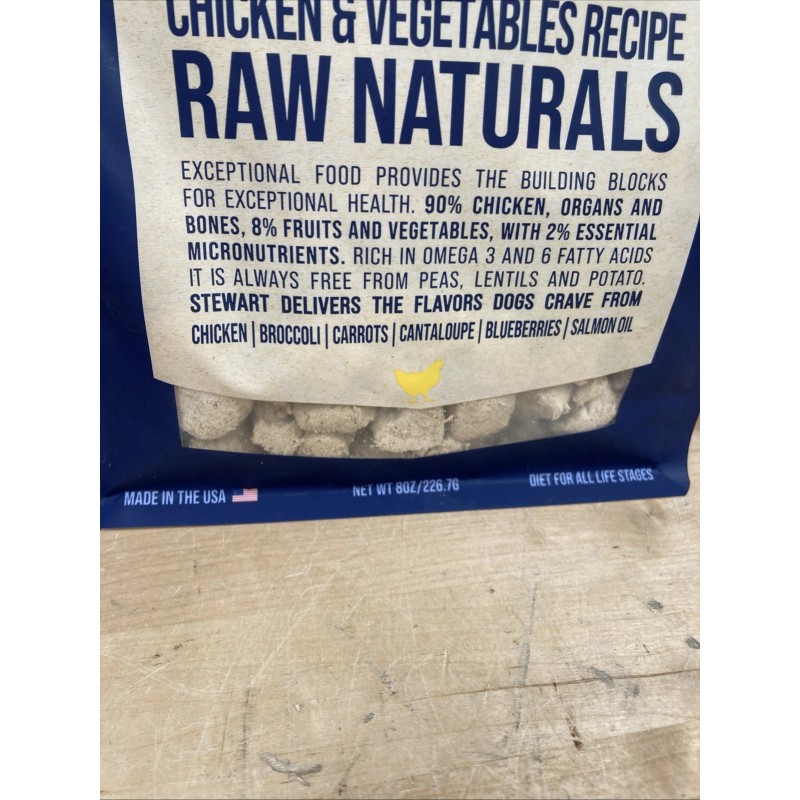 CHICKEN & VEGETABLES RECIPE
RAW NATURALS
EXCEPTIONAL FOOD PROVIDES THE BUILDING BLOCKS
FOR EXCEPTIONAL HEALTH. 90% CHICKEN, ORGANS AND
BONES, 8% FRUITS AND VEGETABLES, WITH 2% ESSENTIAL
MICRONUTRIENTS. RICH IN OMEGA 3 AND 6 FATTY ACIDS
IT IS ALWAYS FREE FROM PEAS, LENTILS AND POTATO.
STEWART DELIVERS THE FLAVORS DOGS CRAVE FROM
CHICKEN | BROCCOLI | CARROTS | CANTALOUPE | BLUEBERRIES | SALMON OIL
MADE IN THE USA
NET WT 8OZ/226.7G
DIET FOR ALL LIFE STAGES